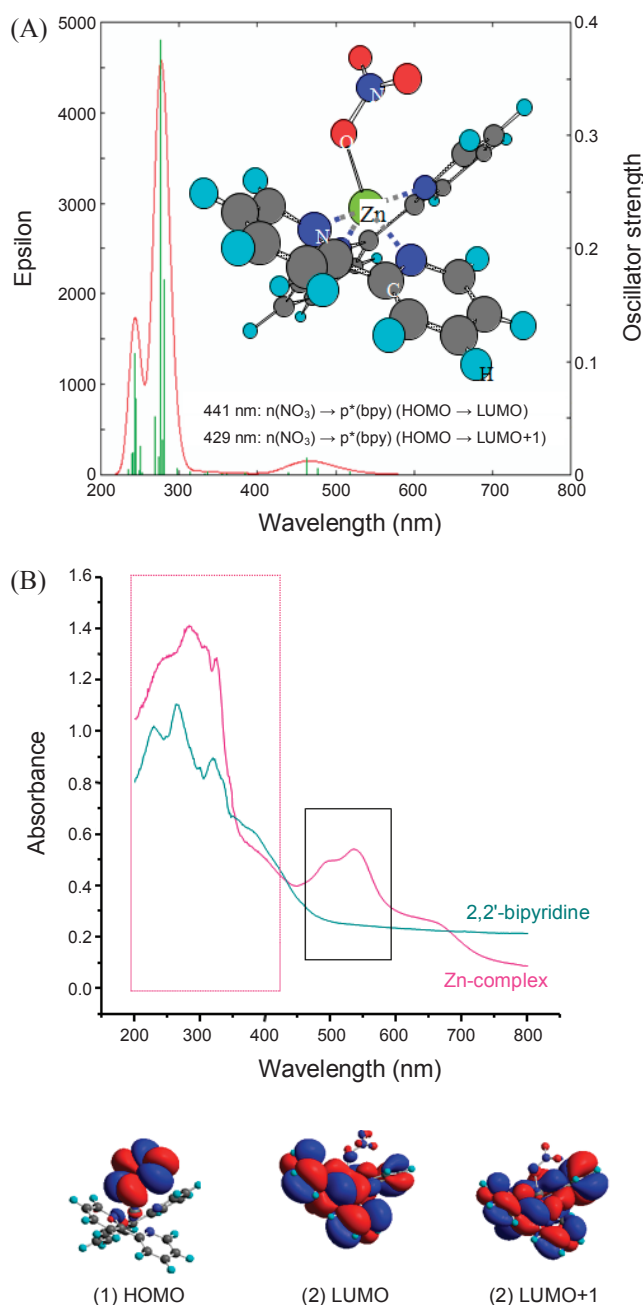 (A)
5000
4000
3000
2000
1000
0
Epsilon
0.4
0.3
0.2
0.1
0
Oscillator strength
N
O
Zn
N
C
H
441 nm: n(NO3) → p*(bpy) (HOMO → LUMO)
429 nm: n(NO3) → p*(bpy) (HOMO → LUMO+1)
200 300 400 500 600 700 800
Wavelength (nm)
(B)
1.6
1.4
1.2
1.0
0.8
0.6
0.4
0.2
0.0
Absorbance
2,2'-bipyridine
Zn-complex
200 300 400 500 600 700 800
Wavelength (nm)
(1) HOMO (2) LUMO (2) LUMO+1